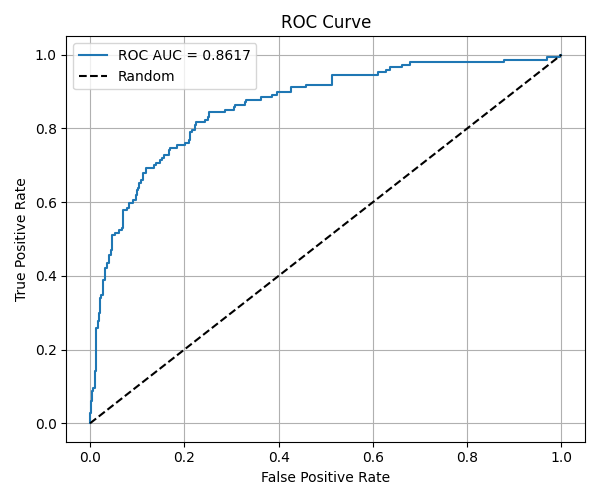 ROC Curve
ROC AUC = 0.8617
Random
True Positive Rate
1.0
0.8
0.6
0.4
0.2
0.0
0.0 0.2 0.4 0.6 0.8 1.0
False Positive Rate